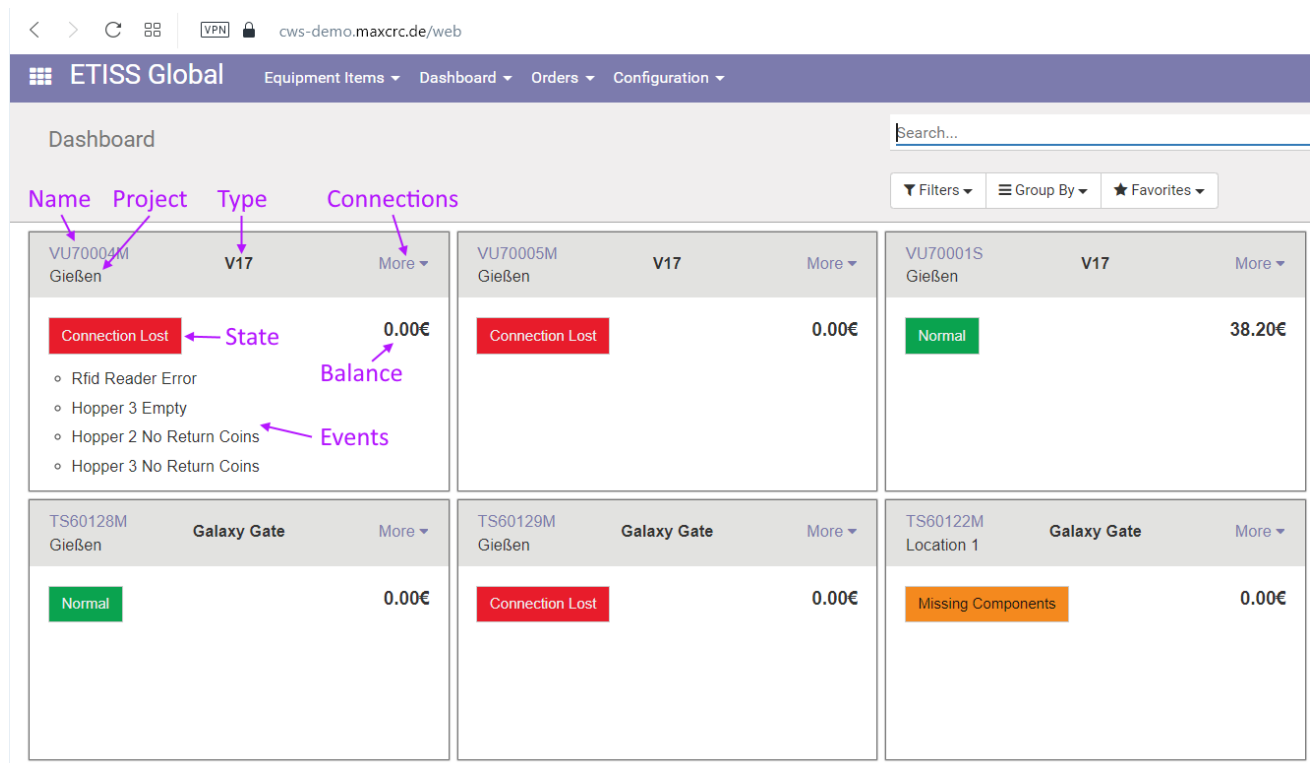 VPN cws-demo.maxcrc.de/web
ETISS Global Equipment Items Dashboard Orders Configuration
Dashboard
Search...
Filters Group By Favorites
Name Project Type Connections
VU70004M
Gießen
V17
More
Connection Lost
State
0.00€
Balance
Rfid Reader Error
Hopper 3 Empty
Hopper 2 No Return Coins
Hopper 3 No Return Coins
Events
VU70005M
Gießen
V17
More
Connection Lost
0.00€
VU70001S
Gießen
V17
More
Normal
38.20€
TS60128M
Gießen
Galaxy Gate
More
Normal
0.00€
TS60129M
Gießen
Galaxy Gate
More
Connection Lost
0.00€
TS60122M
Location 1
Galaxy Gate
More
Missing Components
0.00€